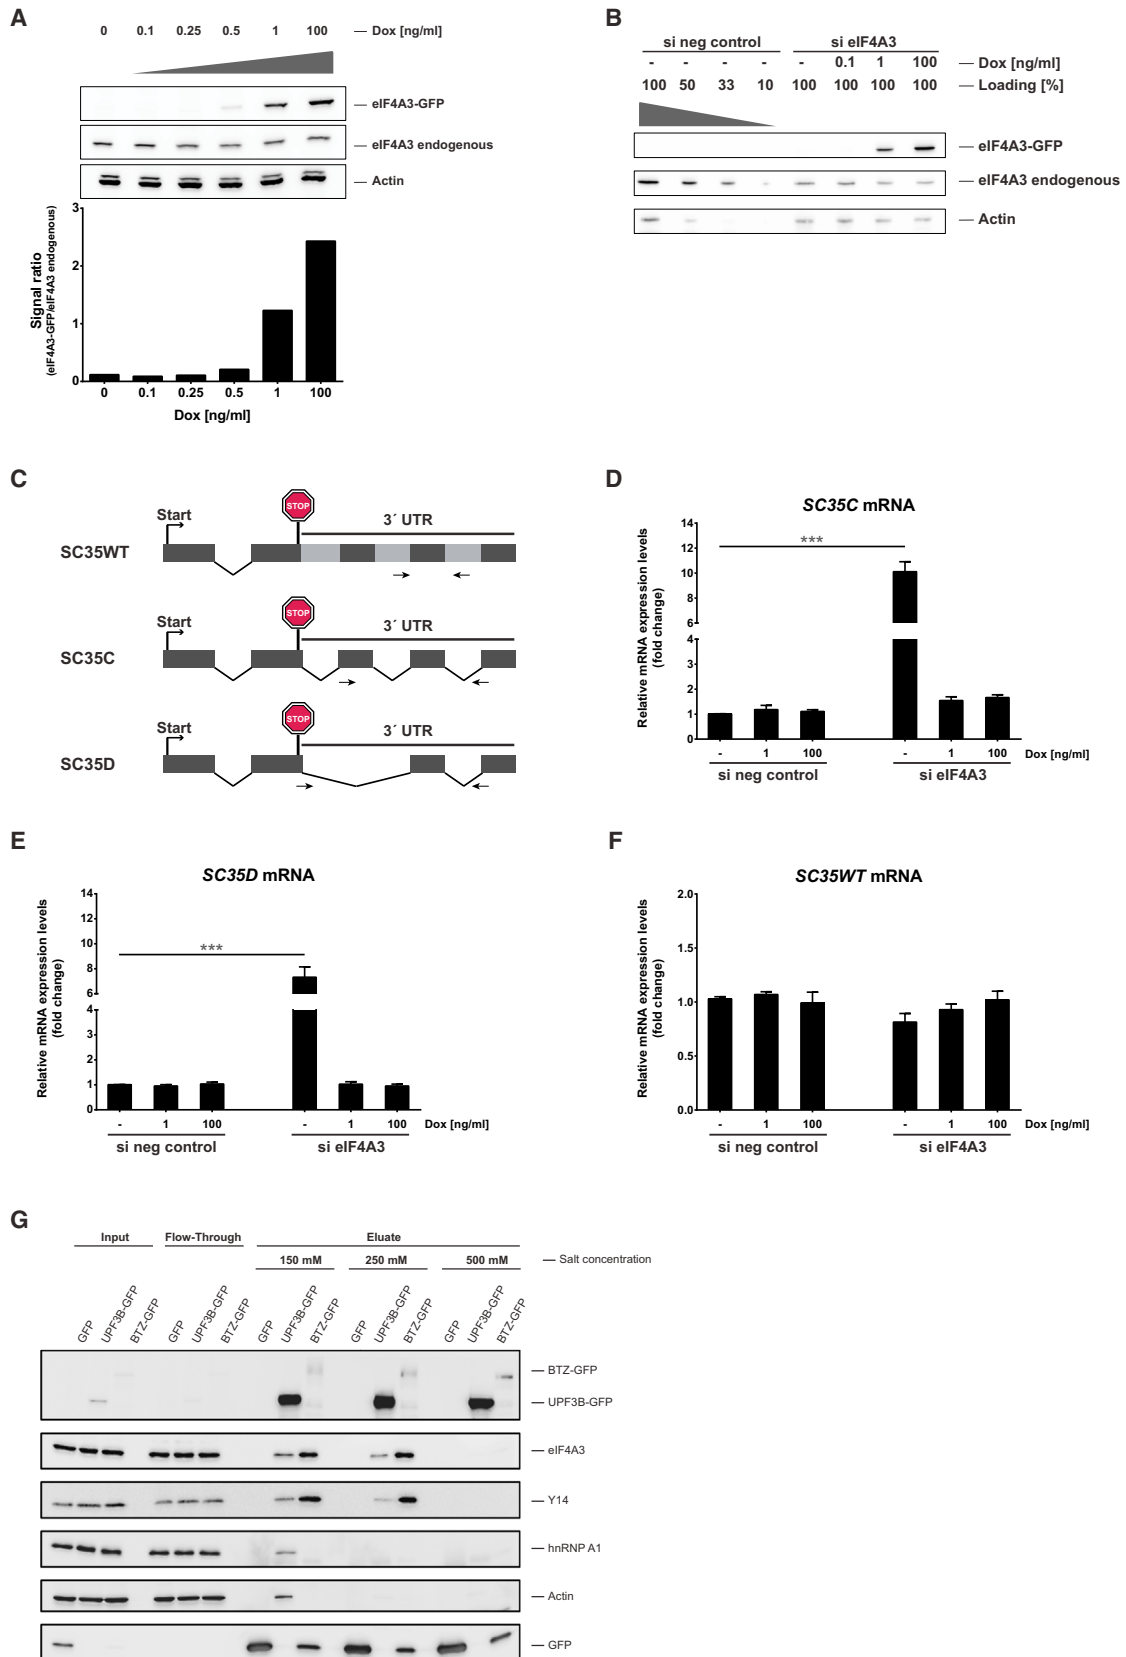 A
0 0.1 0.25 0.5 1 100 — Dox [ng/ml]
— eIF4A3-GFP
— eIF4A3 endogenous
— Actin
Signal ratio
(eIF4A3-GFP/eIF4A3 endogenous)
3
2
1
0
0 0.1 0.25 0.5 1 100
Dox [ng/ml]
B
si neg control si eIF4A3
- - - - - 0.1 1 100 — Dox [ng/ml]
100 50 33 10 100 100 100 100 — Loading [%]
— eIF4A3-GFP
— eIF4A3 endogenous
— Actin
C
SC35WT
Start
STOP
3´ UTR
SC35C
Start
STOP
3´ UTR
SC35D
Start
STOP
3´ UTR
D
SC35C mRNA
Relative mRNA expression levels
(fold change)
14
12
10
8
6
4
3
2
1
0
- 1 100 - 1 100 Dox [ng/ml]
si neg control si eIF4A3
***
E
SC35D mRNA
Relative mRNA expression levels
(fold change)
14
12
10
8
6
4
3
2
1
0
- 1 100 - 1 100 Dox [ng/ml]
si neg control si eIF4A3
***
F
SC35WT mRNA
Relative mRNA expression levels
(fold change)
2.0
1.5
1.0
0.5
0.0
- 1 100 - 1 100 Dox [ng/ml]
si neg control si eIF4A3
G
Input Flow-Through Eluate
150 mM 250 mM 500 mM — Salt concentration
GFP UPF3B-GFP BTZ-GFP GFP UPF3B-GFP BTZ-GFP GFP UPF3B-GFP BTZ-GFP GFP UPF3B-GFP BTZ-GFP GFP UPF3B-GFP BTZ-GFP
— BTZ-GFP
— UPF3B-GFP
— eIF4A3
— Y14
— hnRNP A1
— Actin
— GFP